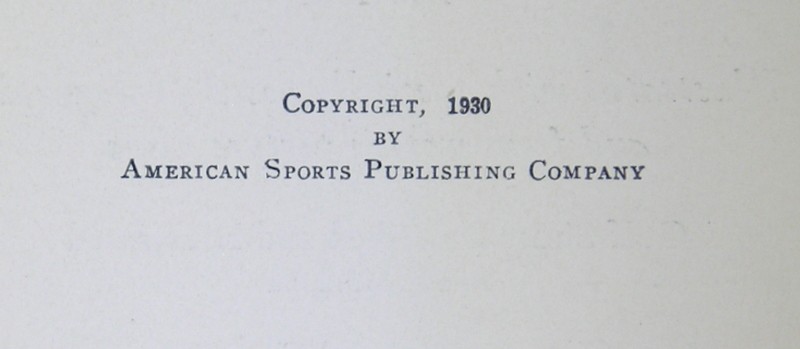 COPYRIGHT, 1930
BY
AMERICAN SPORTS PUBLISHING COMPANY